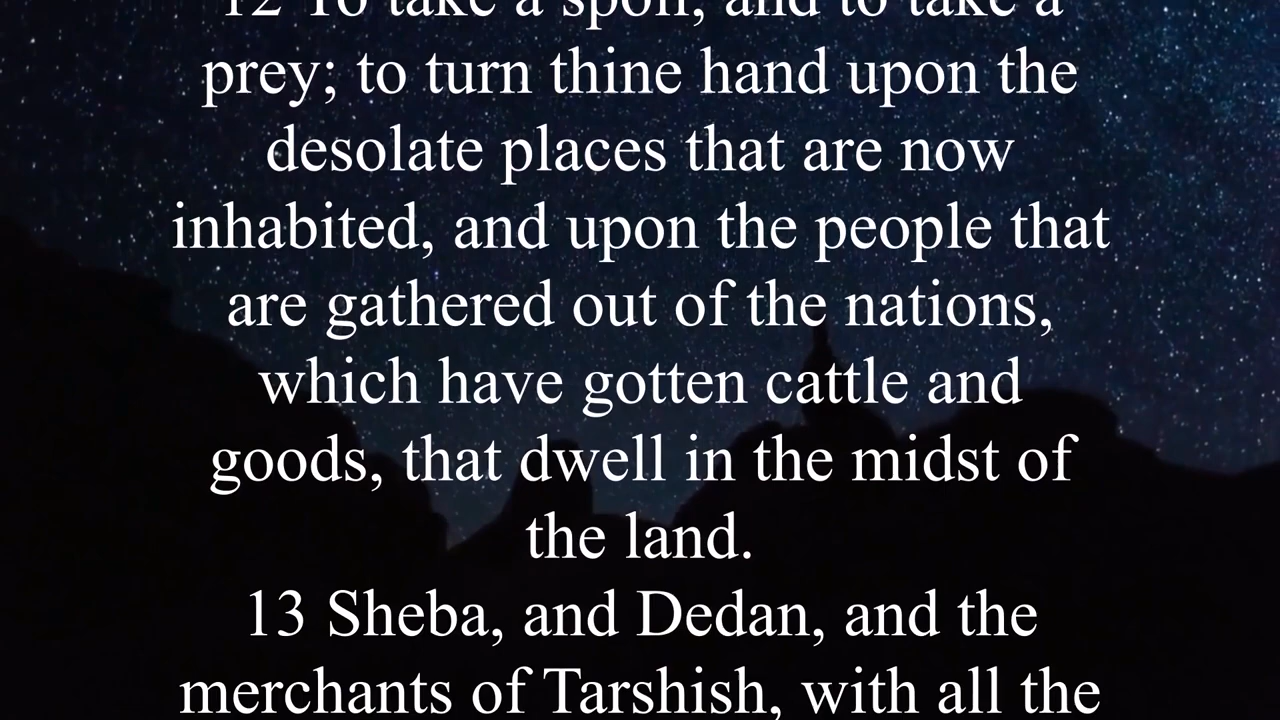 12 To take a spoil, and to take a
prey; to turn thine hand upon the
desolate places that are now
inhabited, and upon the people that
are gathered out of the nations,
which have gotten cattle and
goods, that dwell in the midst of
the land.
13 Sheba, and Dedan, and the
merchants of Tarshish, with all the